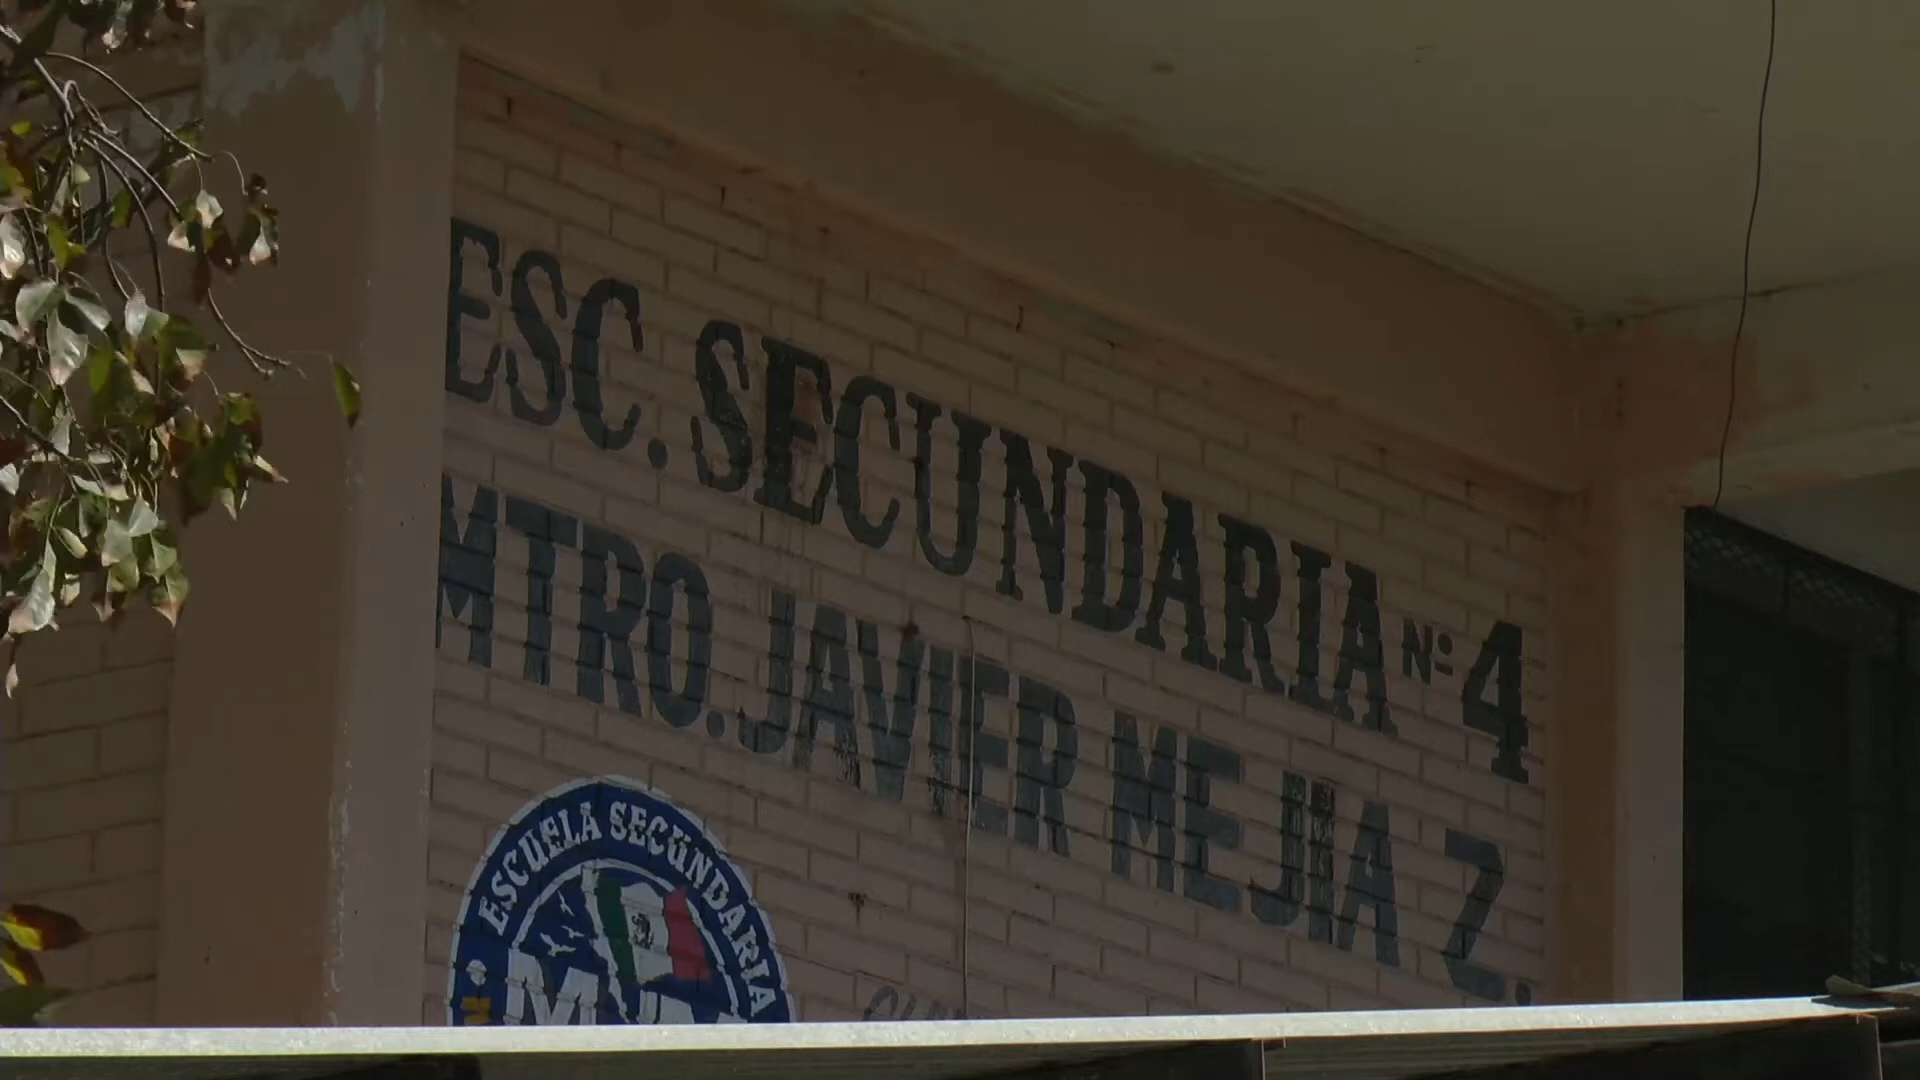 ESC. SECUNDARIA Nº 4
MTRO. JAVIER MEJIA Z.
ESCUELA SECUNDARIA